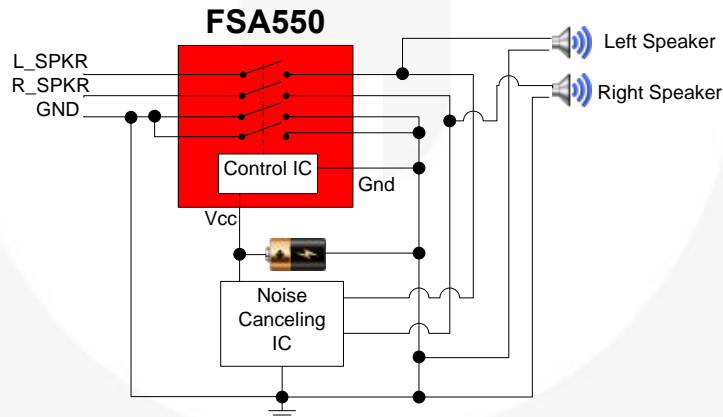 FSA550
L_SPKR
R_SPKR
GND
Left Speaker
Right Speaker
Control IC
Gnd
Vcc
Noise
Canceling
IC